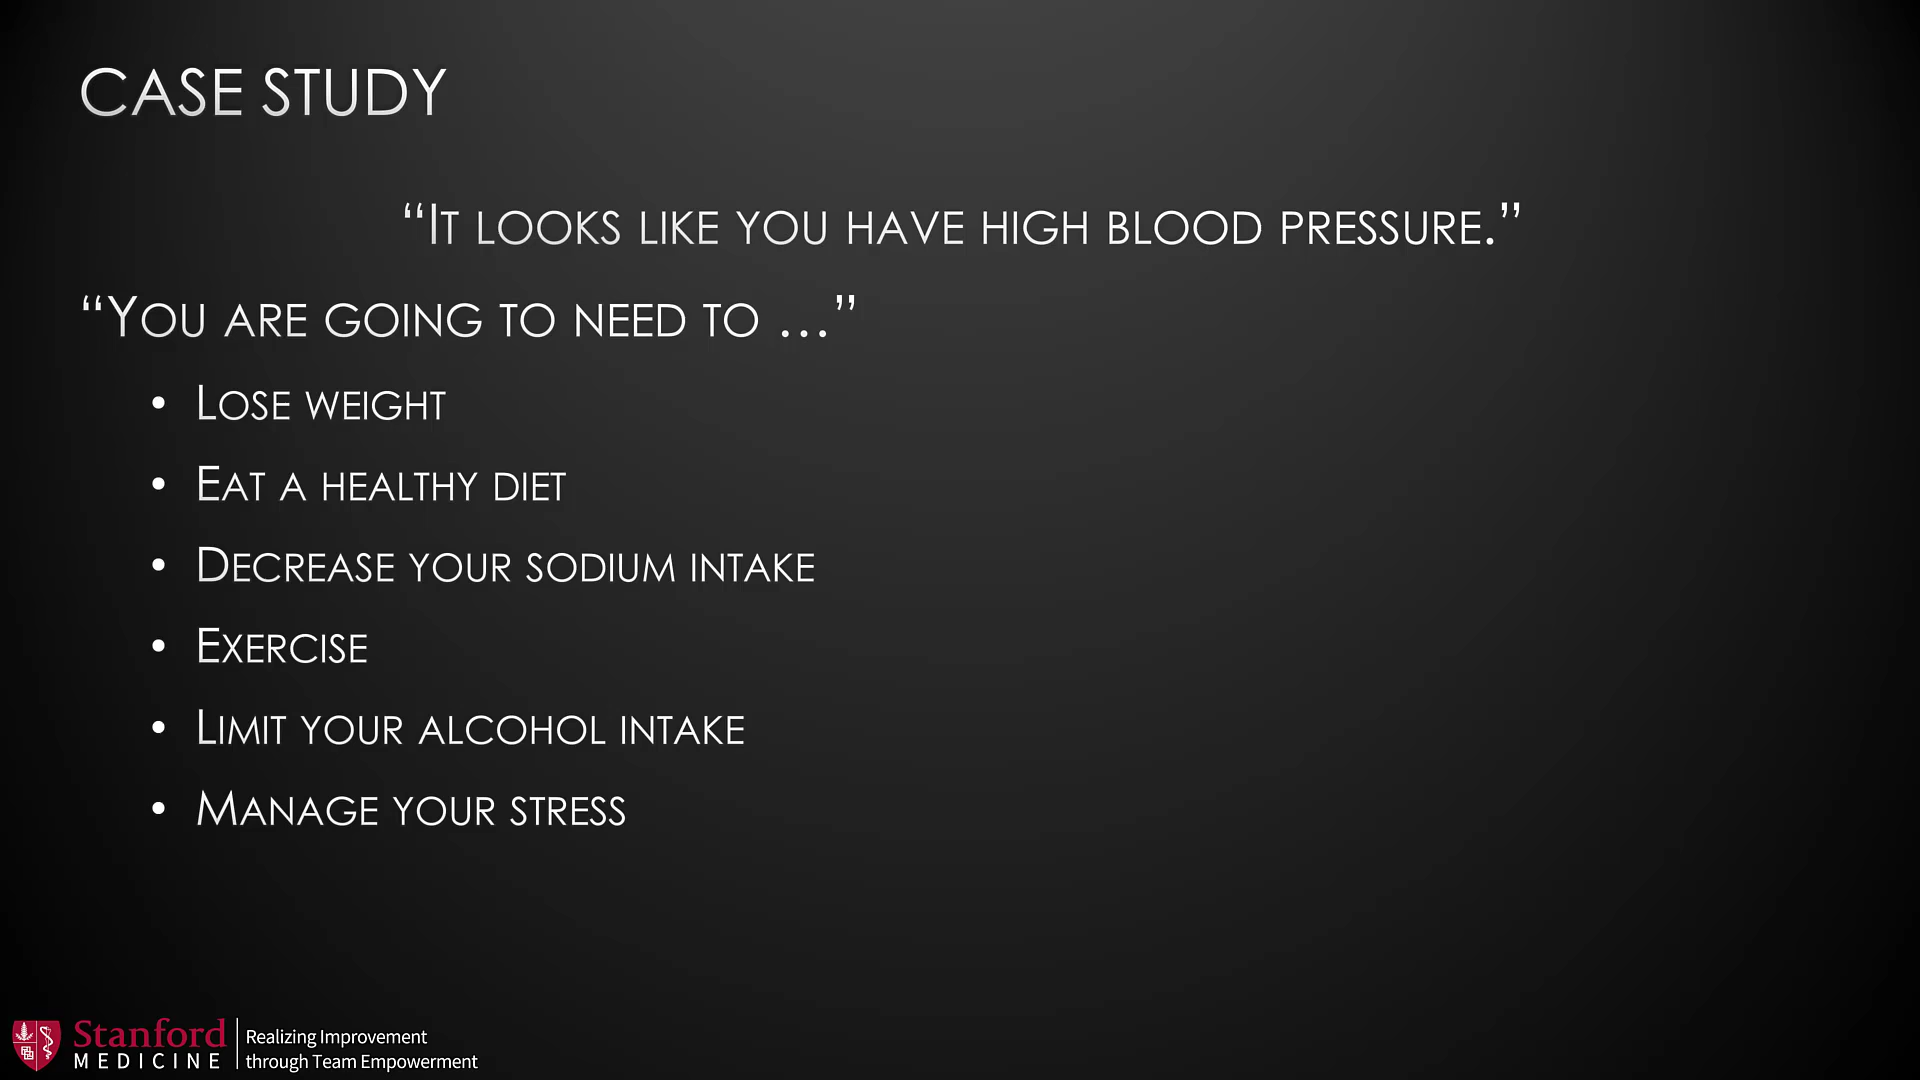 CASE STUDY
“IT LOOKS LIKE YOU HAVE HIGH BLOOD PRESSURE.”
“YOU ARE GOING TO NEED TO …”
• LOSE WEIGHT
• EAT A HEALTHY DIET
• DECREASE YOUR SODIUM INTAKE
• EXERCISE
• LIMIT YOUR ALCOHOL INTAKE
• MANAGE YOUR STRESS
Stanford
MEDICINE
Realizing Improvement
through Team Empowerment